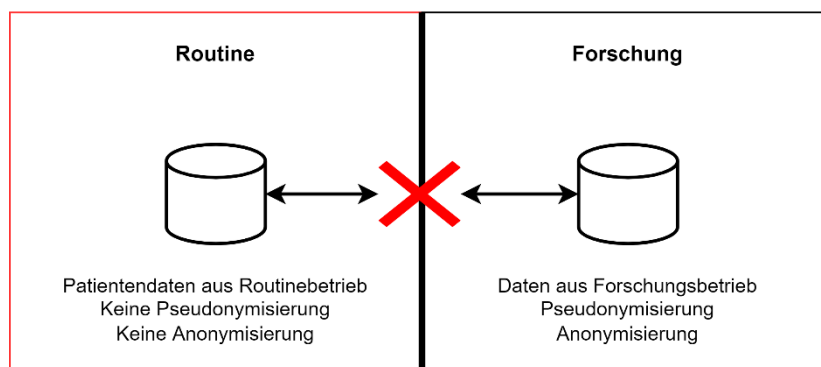 Routine
Forschung
Patientendaten aus Routinebetrieb
Keine Pseudonymisierung
Keine Anonymisierung
Daten aus Forschungsbetrieb
Pseudonymisierung
Anonymisierung